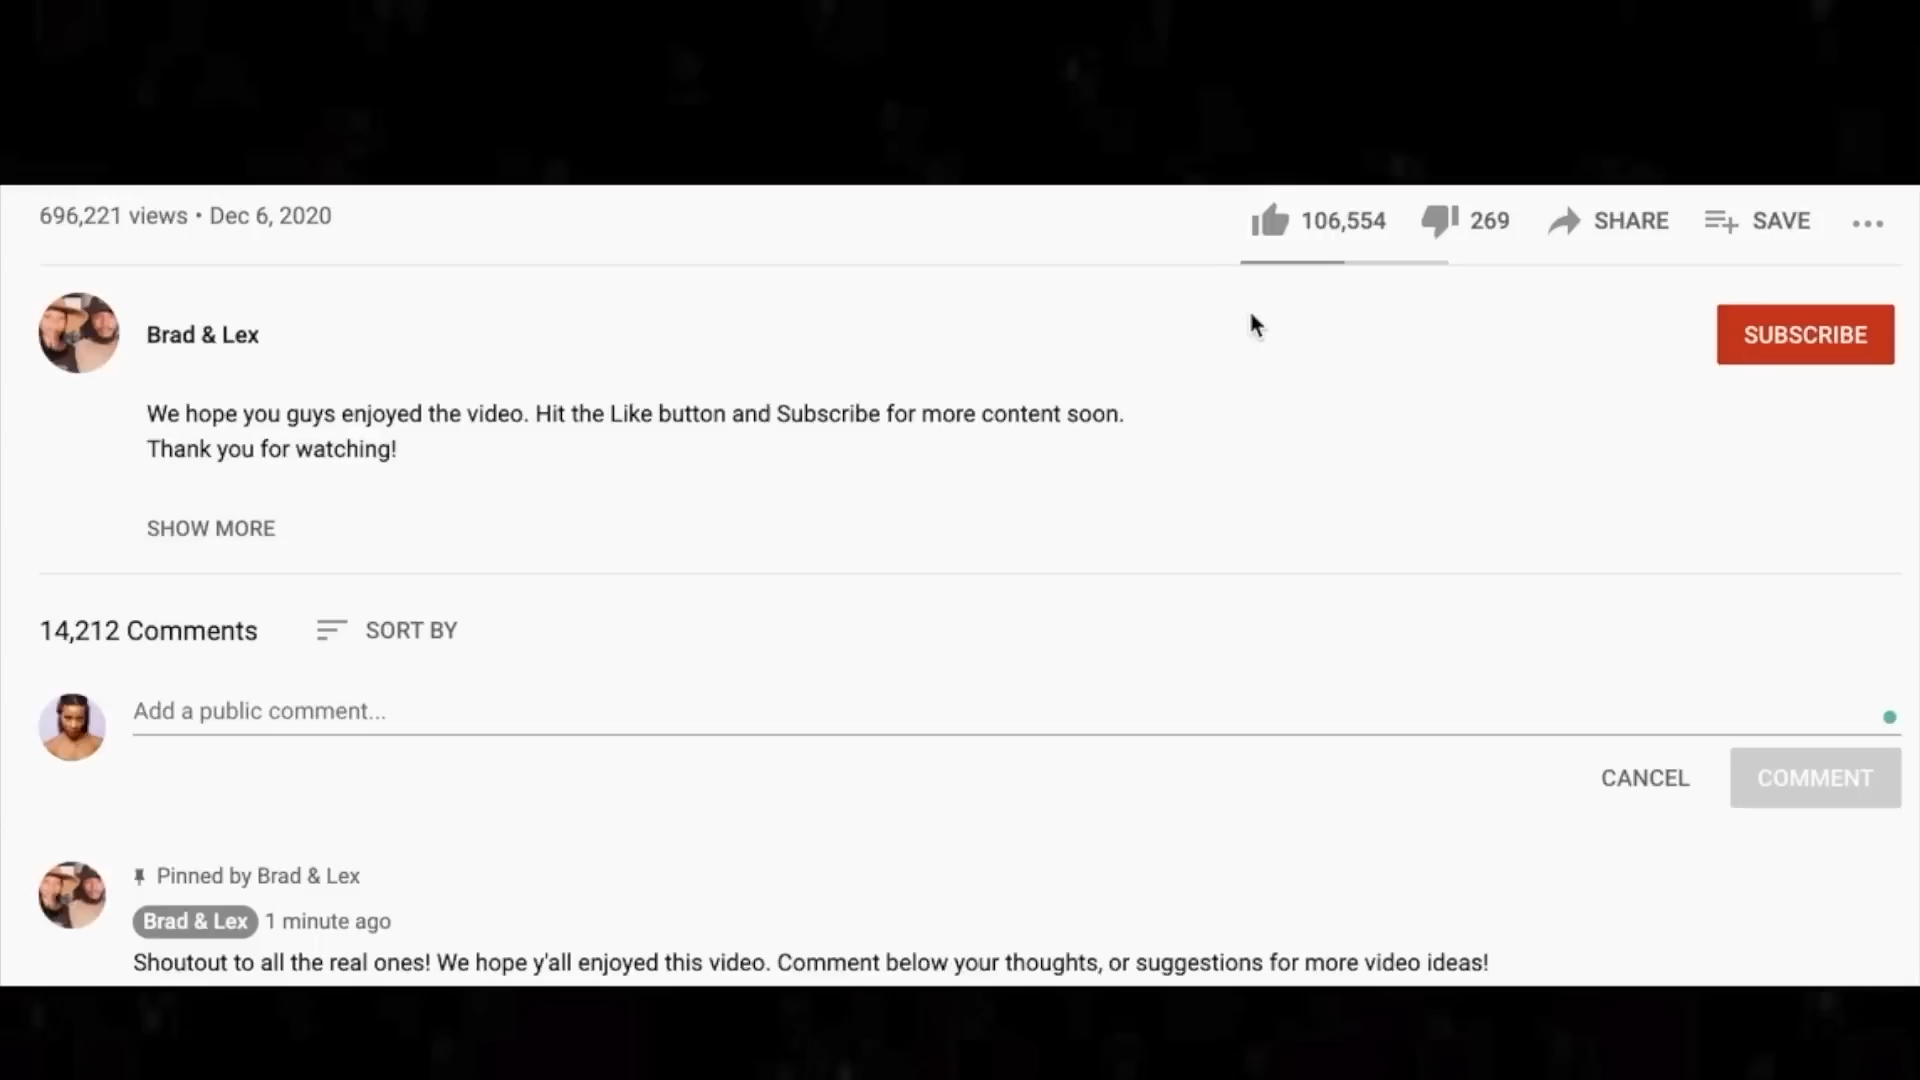 696,221 views • Dec 6, 2020
106,554
269
SHARE
SAVE
Brad & Lex
SUBSCRIBE
We hope you guys enjoyed the video. Hit the Like button and Subscribe for more content soon.
Thank you for watching!
SHOW MORE
14,212 Comments
SORT BY
Add a public comment...
CANCEL
COMMENT
Pinned by Brad & Lex
Brad & Lex 1 minute ago
Shoutout to all the real ones! We hope y'all enjoyed this video. Comment below your thoughts, or suggestions for more video ideas!